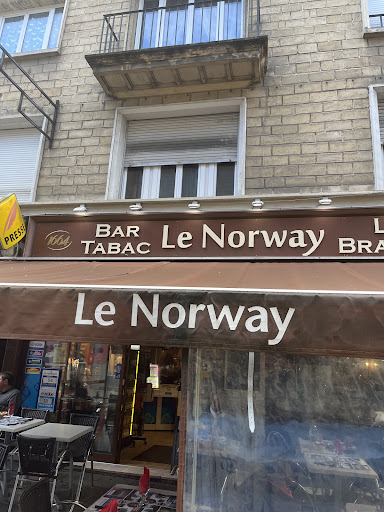 1664
BAR
TABAC
Le Norway
L
BRA
PRESSE
Le Norway